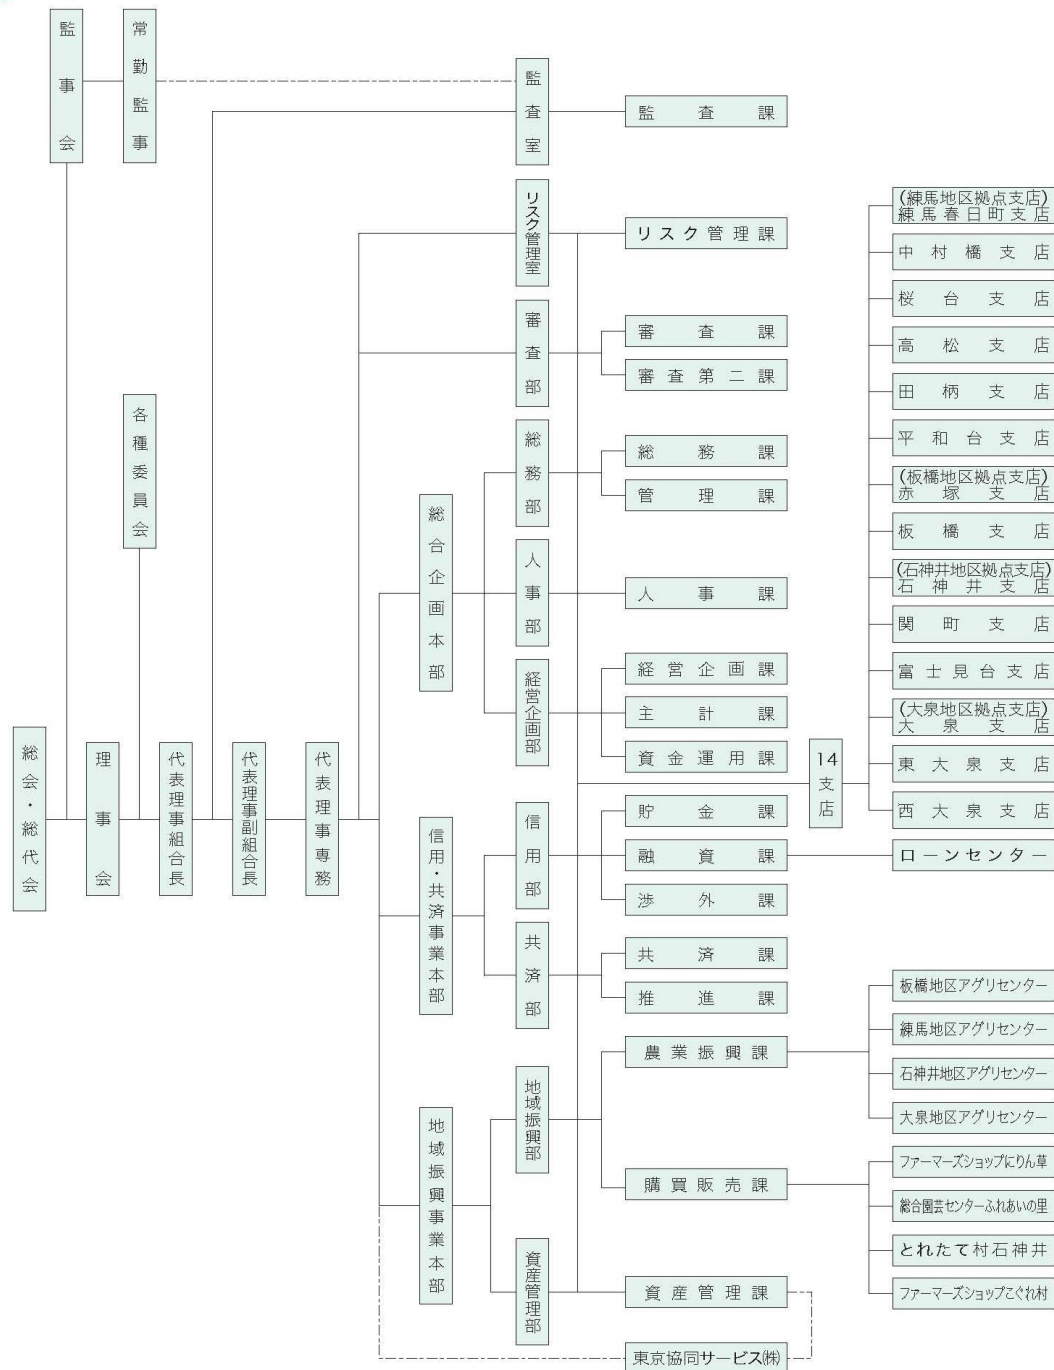 監事会
常勤監事
監査室
監査課
リスク管理室
リスク管理課
審査部
審査課
審査第二課
各種委員会
総合企画本部
総務部
総務課
管理課
人事部
人事課
経営企画部
経営企画課
主計課
資金運用課
総会・総代会
理事会
代表理事組合長
代表理事副組合長
代表理事専務
信用・共済事業本部
信用部
貯金課
融資課
渉外課
共済部
共済課
推進課
地域振興事業本部
地域振興部
農業振興課
購買販売課
資産管理部
資産管理課
東京協同サービス㈱
14支店
(練馬地区拠点支店)
練馬春日町支店
中村橋支店
桜台支店
高松支店
田柄支店
平和台支店
(板橋地区拠点支店)
赤塚支店
板橋支店
(石神井地区拠点支店)
石神井支店
関町支店
富士見台支店
(大泉地区拠点支店)
大泉支店
東大泉支店
西大泉支店
ローンセンター
板橋地区アグリセンター
練馬地区アグリセンター
石神井地区アグリセンター
大泉地区アグリセンター
ファーマーズショップにりん草
総合園芸センターふれあいの里
とれたて村石神井
ファーマーズショップこぐれ村